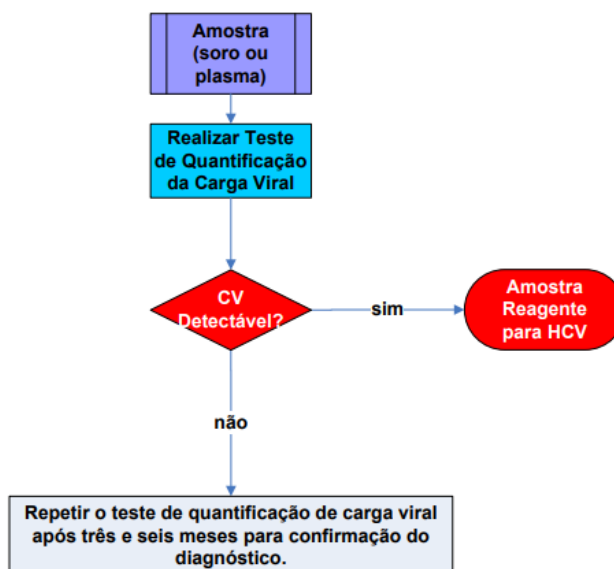 Amostra
(soro ou
plasma)
Realizar Teste
de Quantificação
da Carga Viral
CV
Detectável?
sim
Amostra
Reagente
para HCV
não
Repetir o teste de quantificação de carga viral
após três e seis meses para confirmação do
diagnóstico.